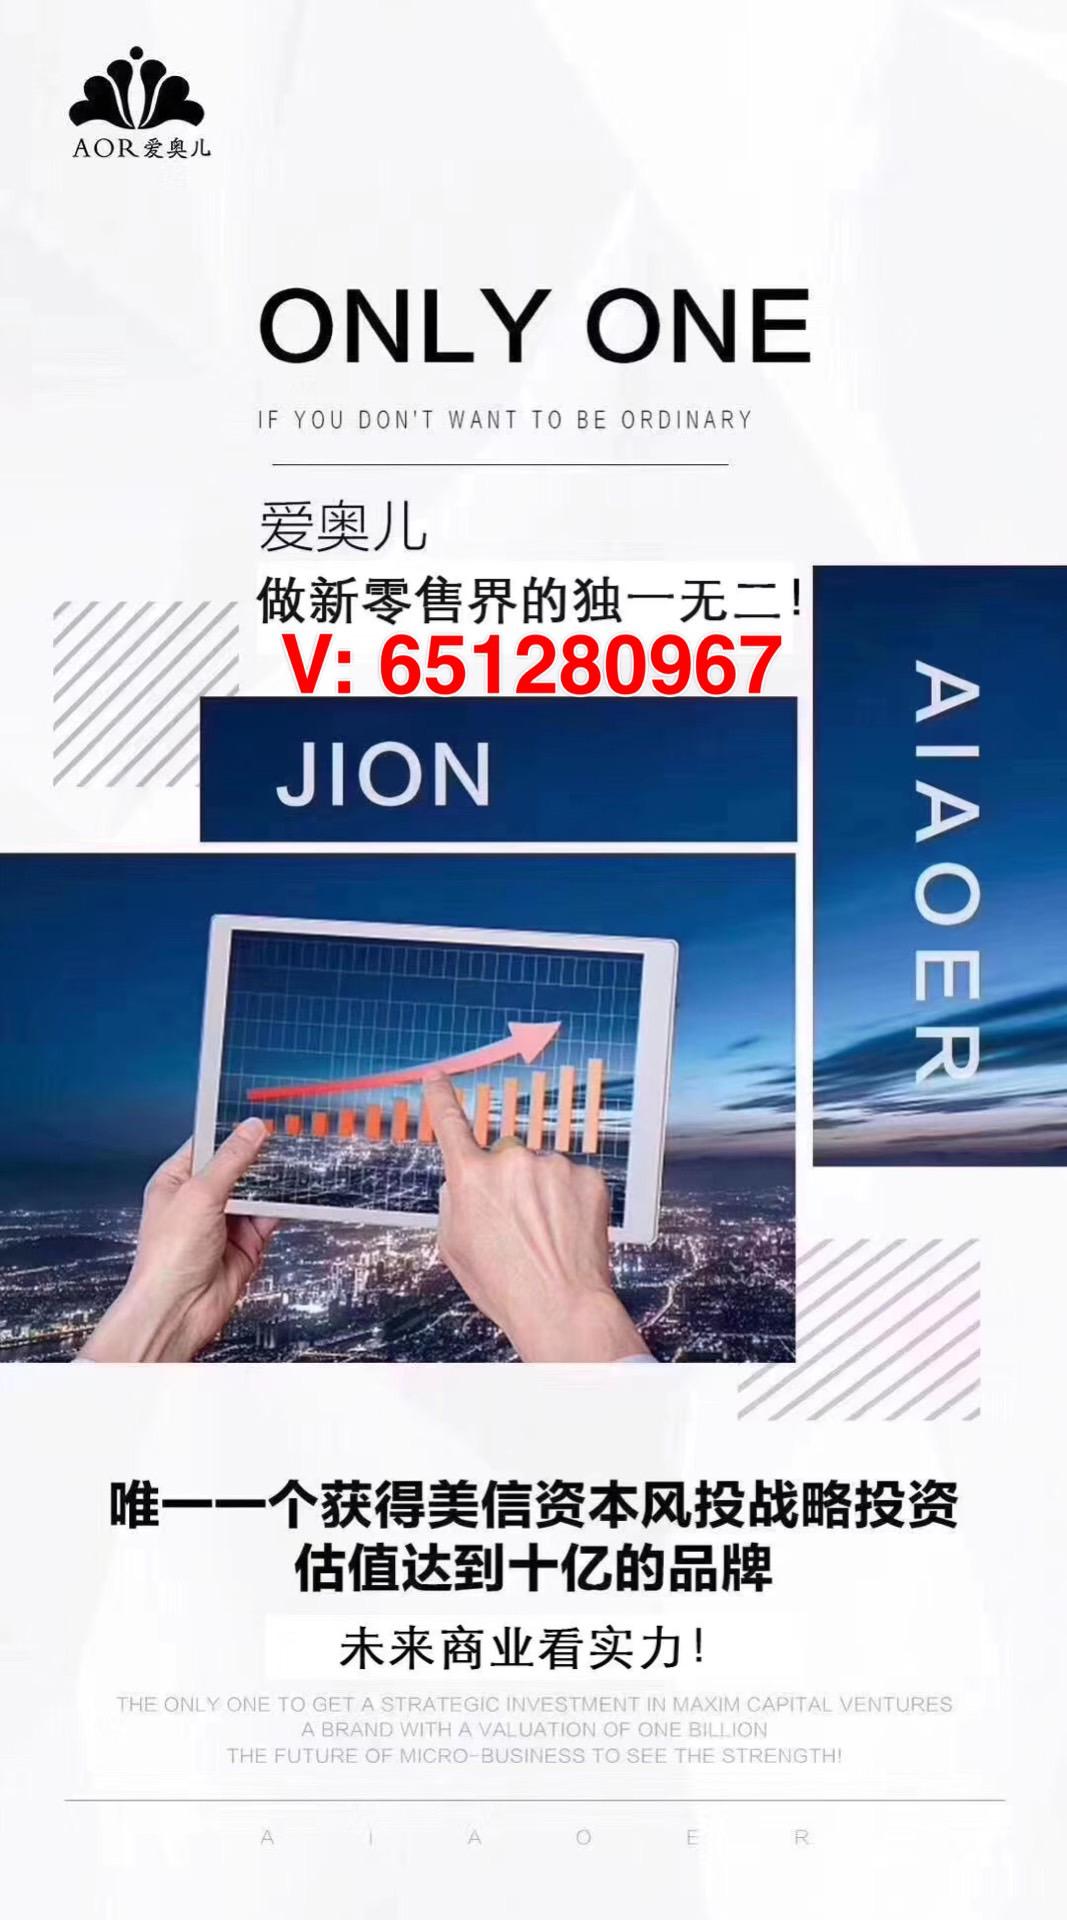 AOR爱奥儿
ONLY ONE
IF YOU DON'T WANT TO BE ORDINARY
爱奥儿
做新零售界的独一无二!
V: 651280967
JION
AIAOER
唯一一个获得美信资本风投战略投资
估值达到十亿的品牌
未来商业看实力!
THE ONLY ONE TO GET A STRATEGIC INVESTMENT IN MAXIM CAPITAL VENTURES
A BRAND WITH A VALUATION OF ONE BILLION
THE FUTURE OF MICRO-BUSINESS TO SEE THE STRENGTH!
A I A O E R